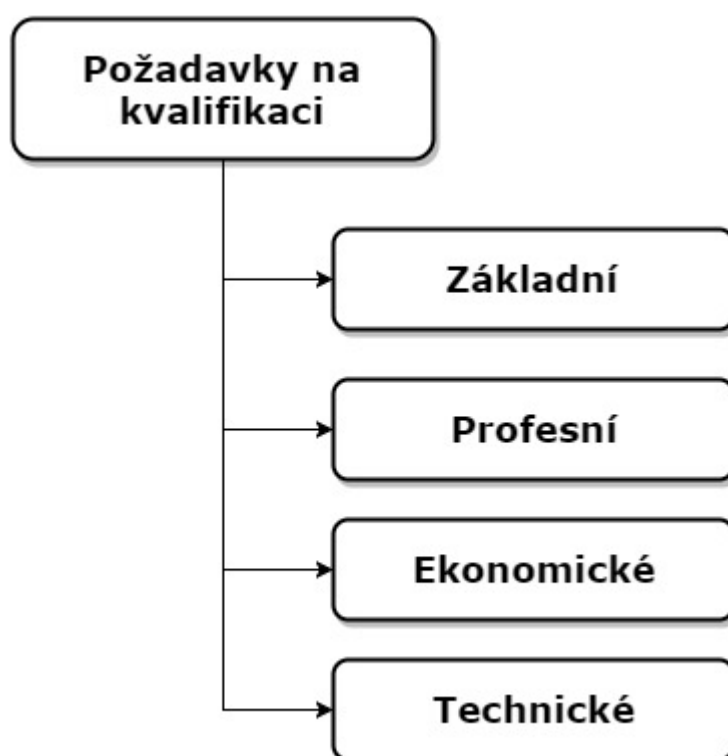 Požadavky na
kvalifikaci
Základní
Profesní
Ekonomické
Technické